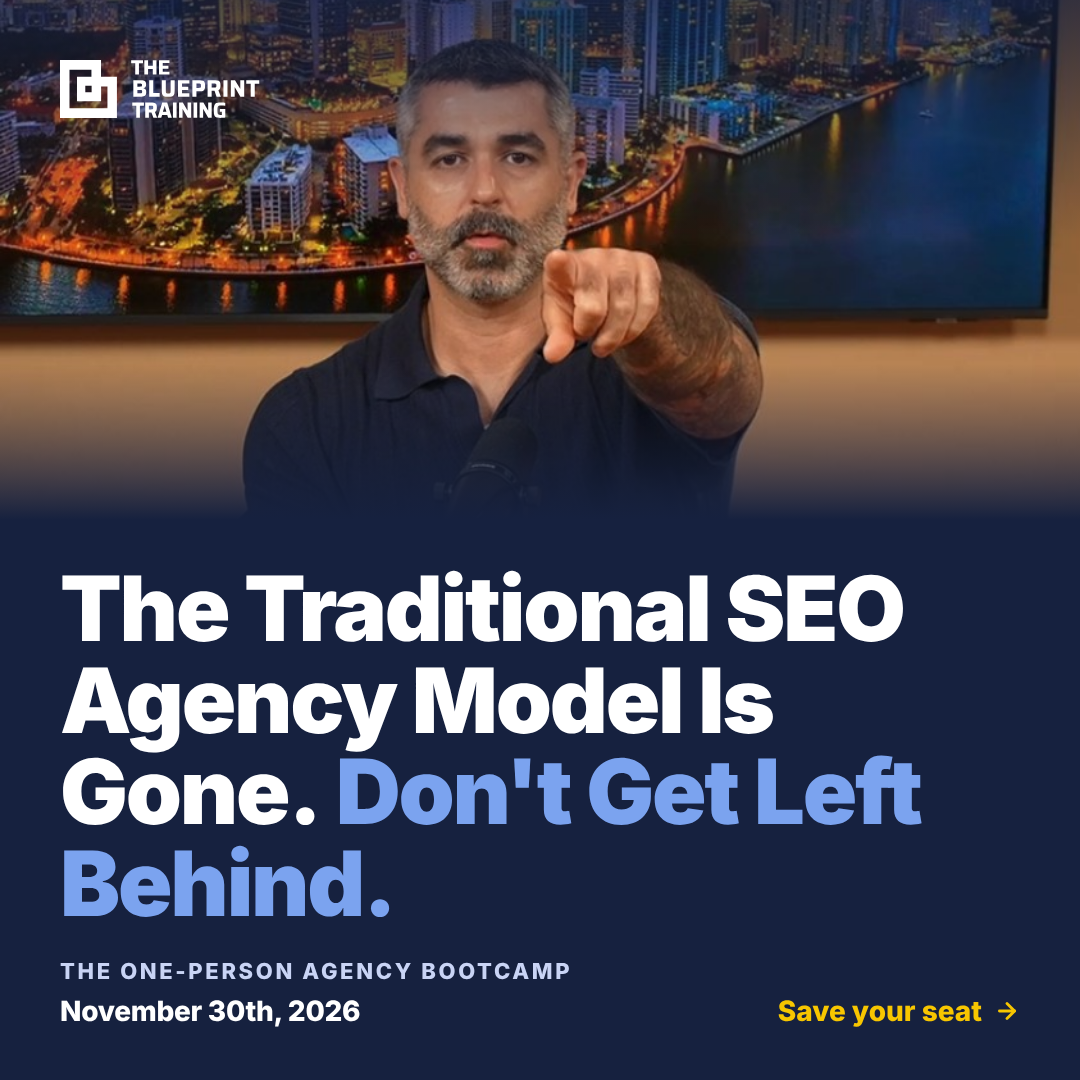 THE
BLUEPRINT
TRAINING
The Traditional SEO
Agency Model Is
Gone. Don't Get Left
Behind.
THE ONE-PERSON AGENCY BOOTCAMP
November 30th, 2026
Save your seat →